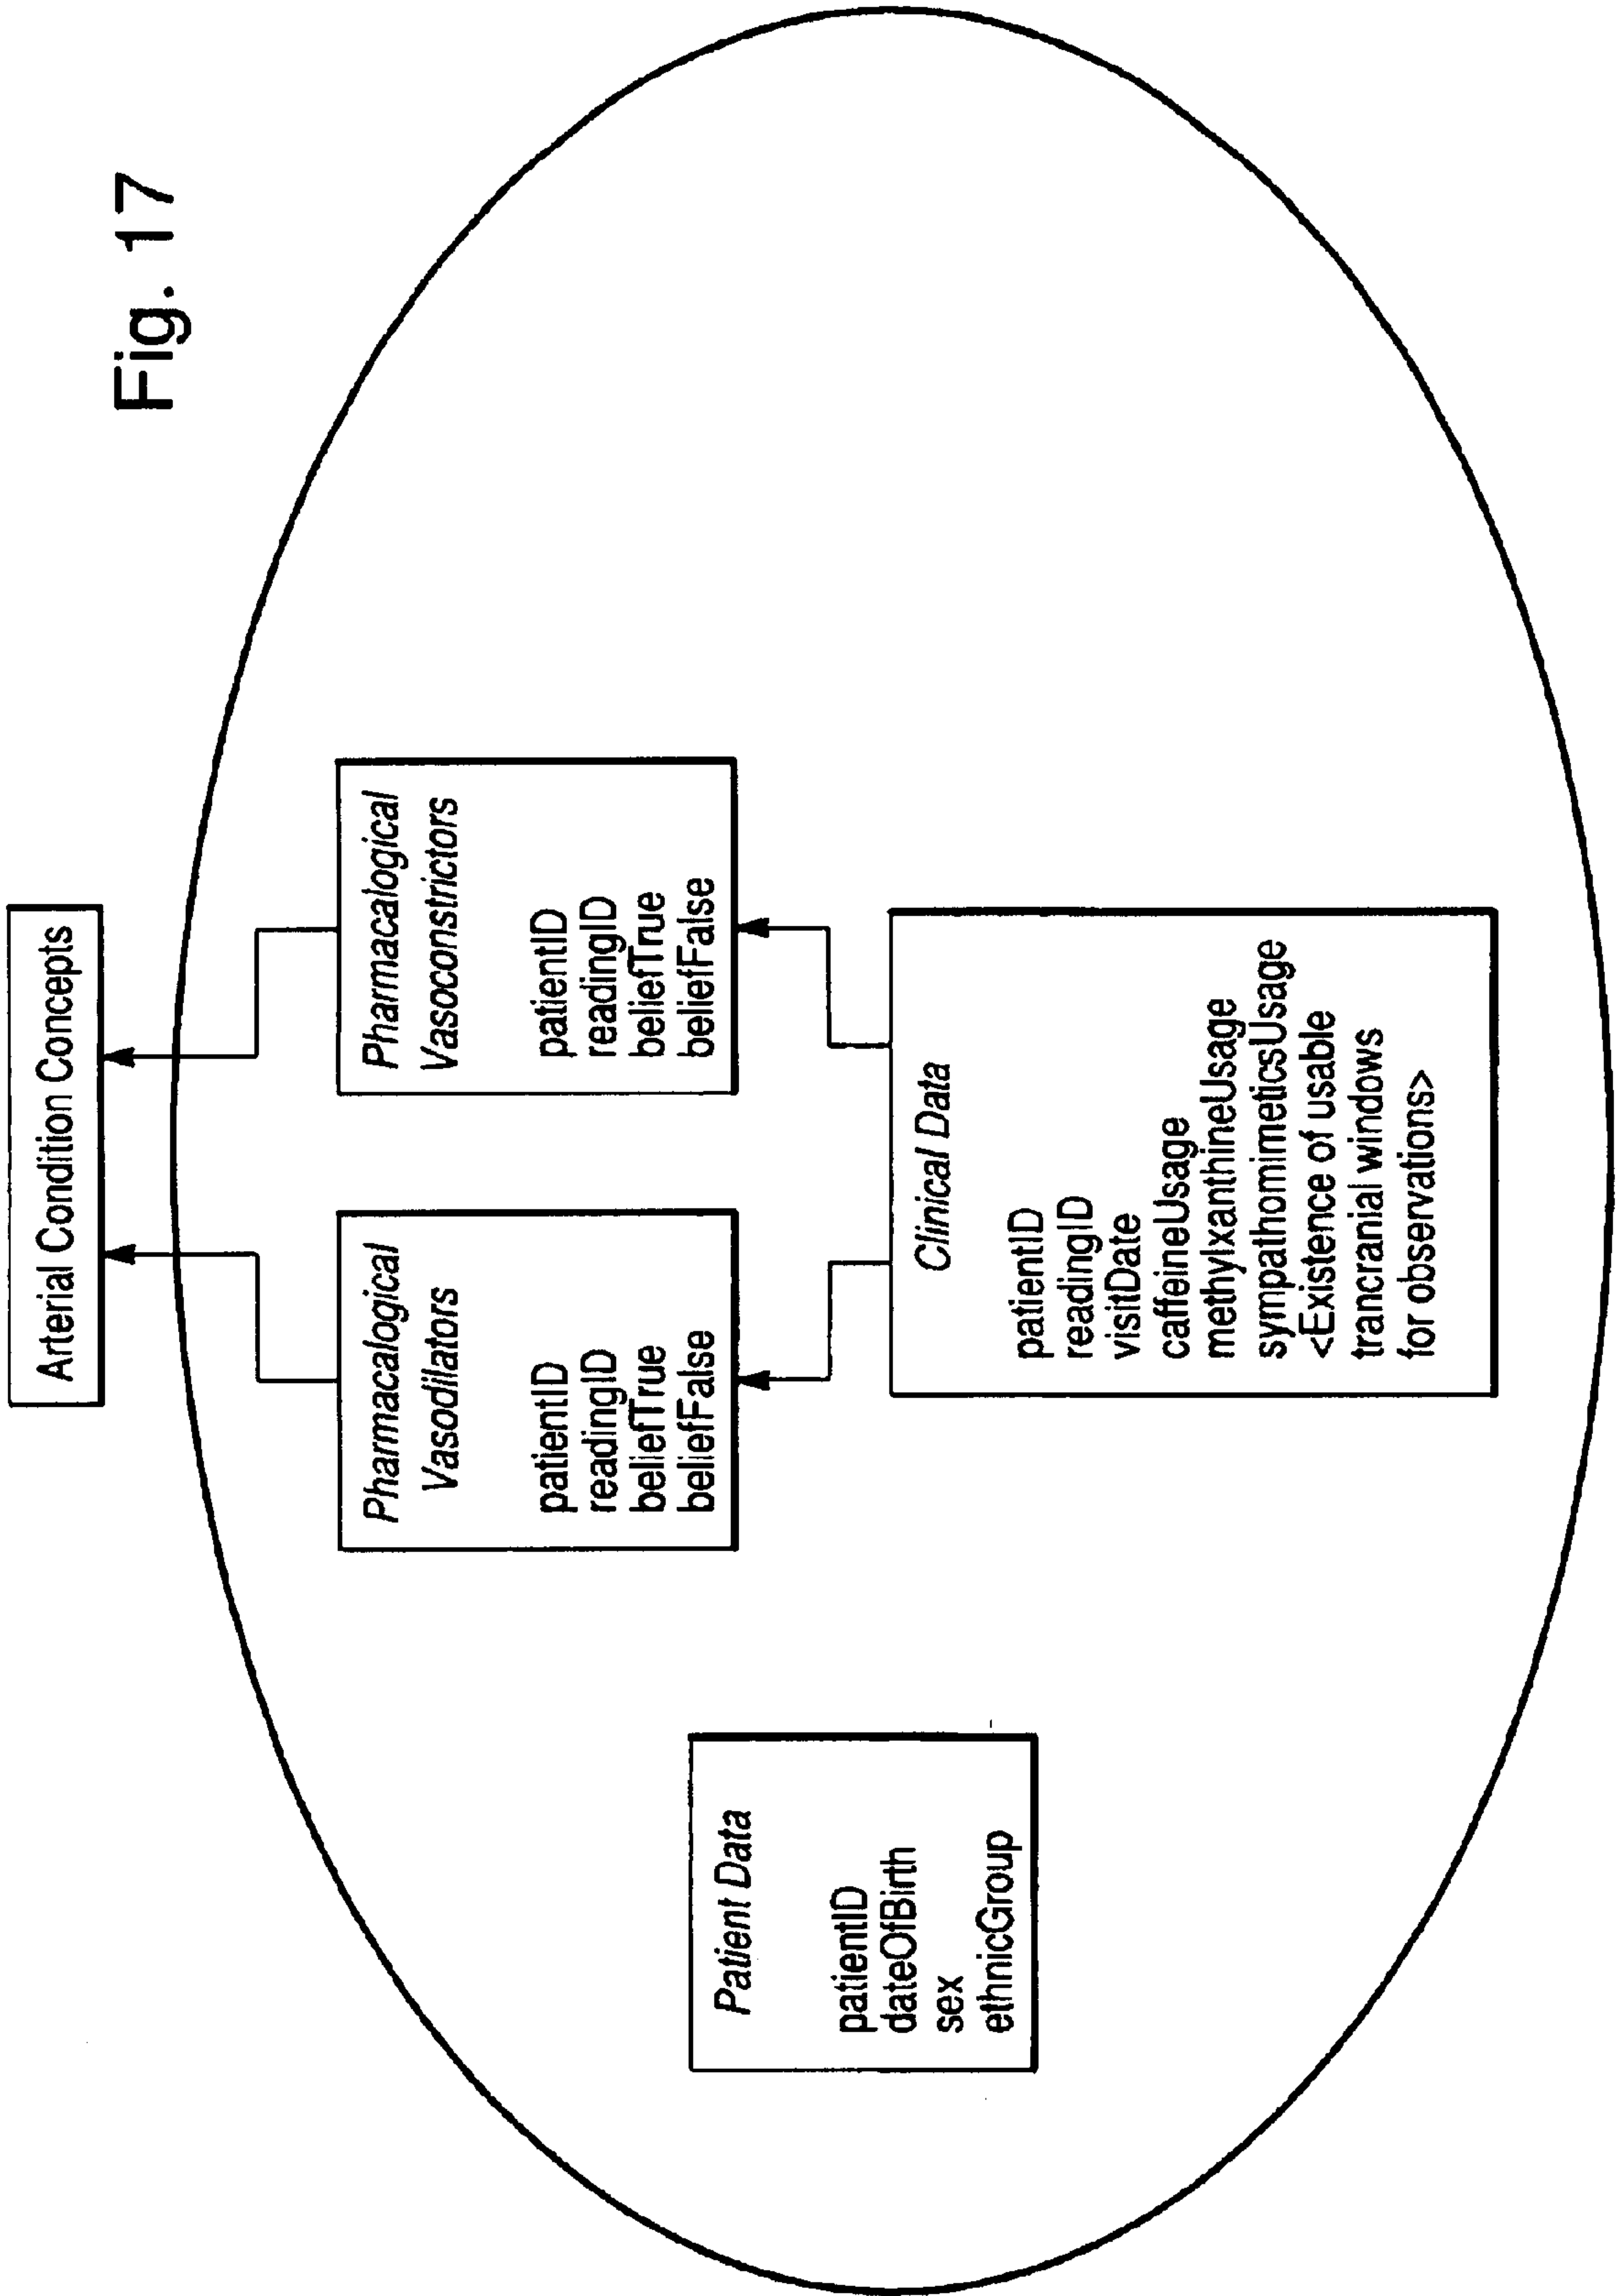 Fig. 17
Arterial Condition Concepts
Pharmacalogical
Vasodilators
patientID
readingID
beliefTrue
beliefFalse
Pharmacalogical
Vasoconstrictors
patientID
readingID
beliefTrue
beliefFalse
Patient Data
patientID
dateOfBirth
sex
ethnicGroup
Clinical Data
patientID
readingID
visitDate
caffeineUsage
methylxanthineUsage
sympathomimeticsUsage
<Existence of usable
trancranial windows
for observations>